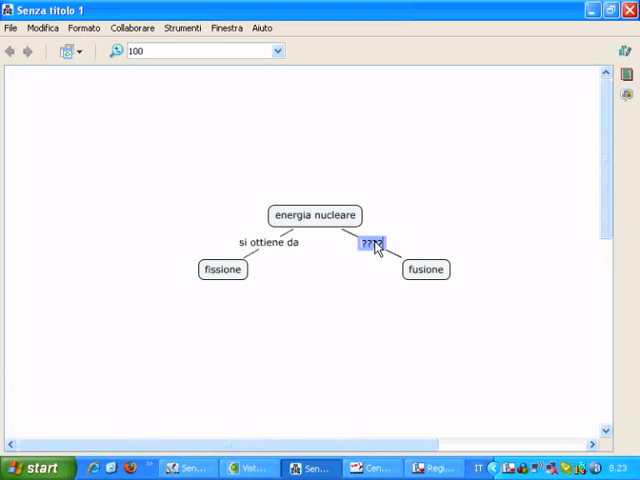 Senza titolo 1
File Modifica Formato Collaborare Strumenti Finestra Aiuto
100
energia nucleare
si ottiene da
????
fissione
fusione
start
Sen...
Vist...
Sen...
Cen...
Regi...
IT
8.23